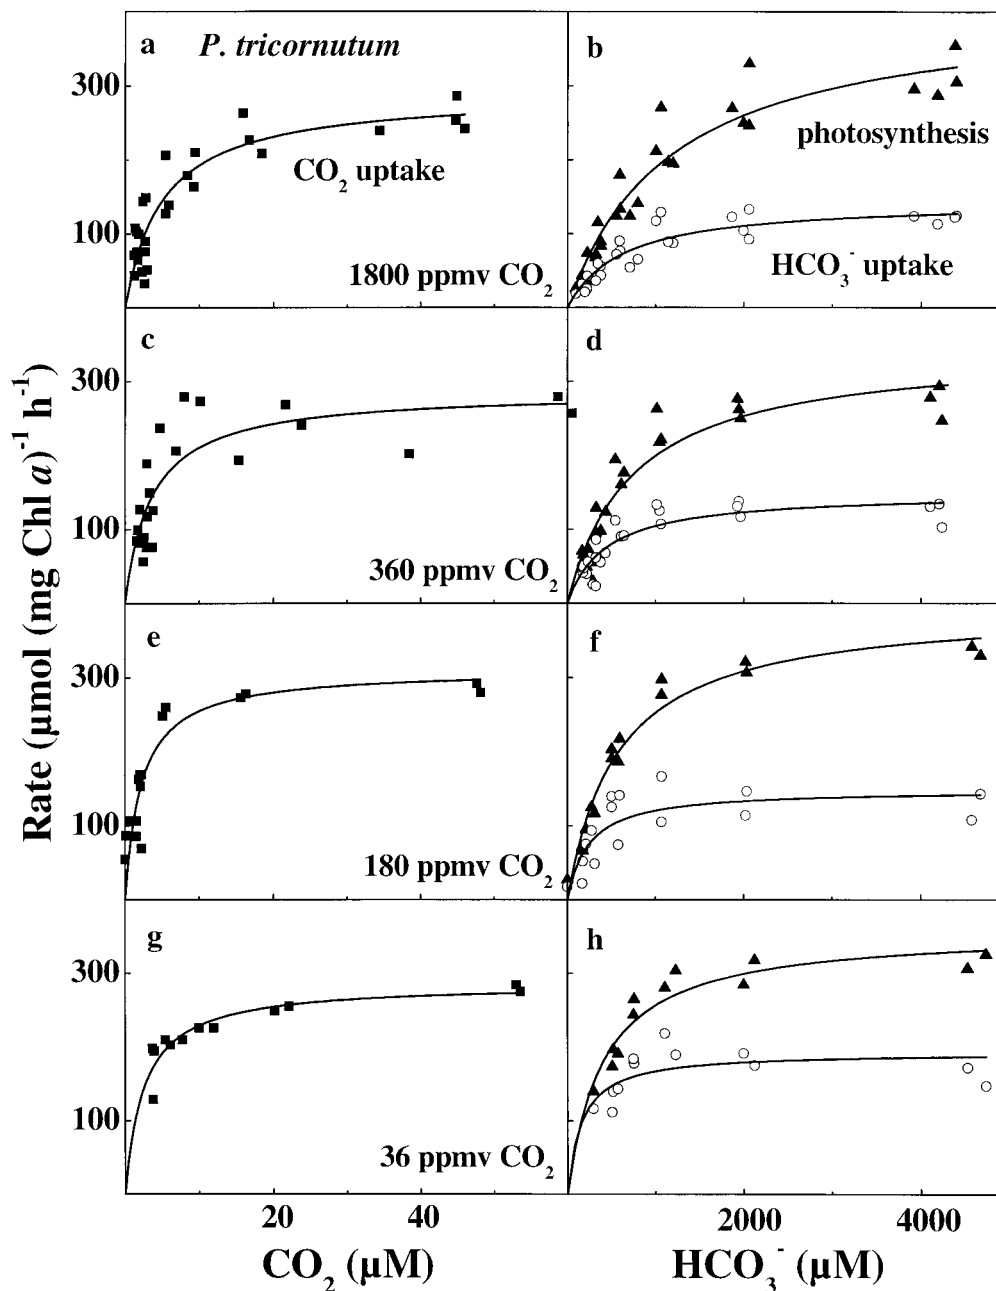 a P. tricornutum
300
CO₂ uptake
100
1800 ppmv CO₂
b
photosynthesis
HCO₃⁻ uptake
c
300
100
360 ppmv CO₂
d
e
300
100
180 ppmv CO₂
f
g
300
100
36 ppmv CO₂
h
20 40
2000 4000
CO₂ (µM)
HCO₃⁻ (µM)
Rate (µmol (mg Chl a)⁻¹ h⁻¹)